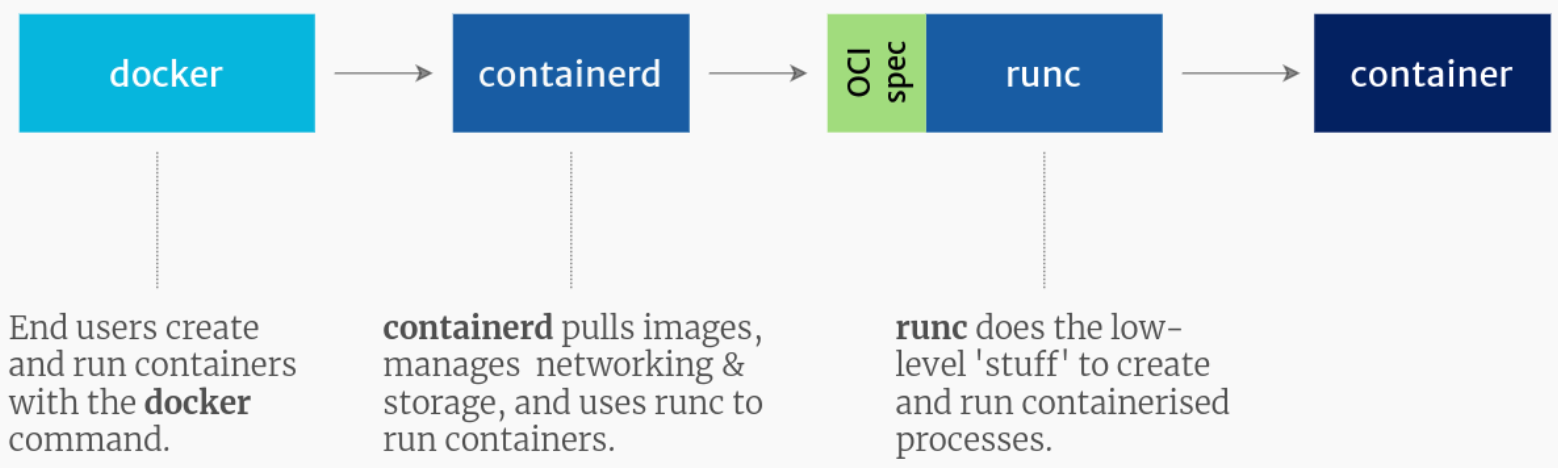 docker
containerd
OCI
spec
runc
container
End users create
and run containers
with the docker
command.
containerd pulls images,
manages networking &
storage, and uses runc to
run containers.
runc does the low-
level 'stuff' to create
and run containerised
processes.